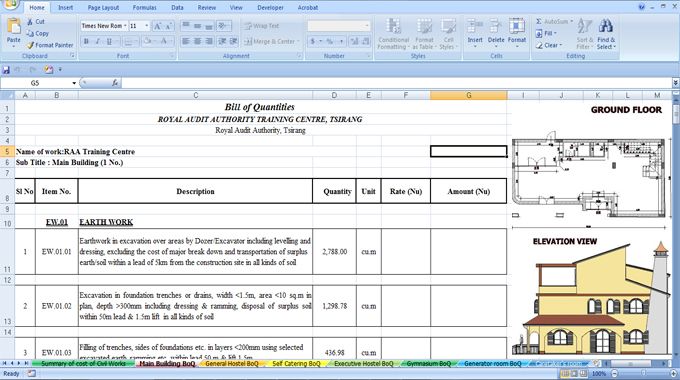 Home Insert Page Layout Formulas Data Review View Developer Acrobat
Cut
Copy
Paste
Format Painter
Clipboard
Times New Rom 11
Font
Wrap Text
Merge & Center
Alignment
Number
Conditional Formatting
Format as Table
Cell Styles
Styles
Insert Delete Format
Cells
AutoSum
Fill
Clear
Sort & Filter
Find & Select
Editing
G5
A B C D E F G I J K L M
1 Bill of Quantities
2 ROYAL AUDIT AUTHORITY TRAINING CENTRE, TSIRANG
3 Royal Audit Authority, Tsirang
4
5 Name of work:RAA Training Centre
6 Sub Title : Main Building (1 No.)
7
8 Sl No Item No. Description Quantity Unit Rate (Nu) Amount (Nu)
9
10 EW.01 EARTH WORK
1 EW.01.01 Earthwork in excavation over areas by Dozer/Excavator including levelling and
dressing, excluding the cost of major break down and transportation of surplus
earth/soil within a lead of 5km from the construction site in all kinds of soil
2,788.00 cu.m
11
12
2 EW.01.02 Excavation in foundation trenches or drains, width <1.5m, area <10 sq.m in
plan, depth >300mm including dressing & ramming, disposal of surplus soil
within 50m lead & 1.5m lift in all kinds of soil
1,298.78 cu.m
13
14
3 EW.01.03 Filling of trenches, sides of foundations etc. in layers <200mm using selected
excavated earth, ramming etc. within lead 50 m & lift 1.5m
436.98 cu.m
GROUND FLOOR
ELEVATION VIEW
Summary of cost of Civil Works Main Building BoQ General Hostel BoQ Self Catering BoQ Executive Hostel BoQ Gymnasium BoQ Generator room BoQ
Ready
100%